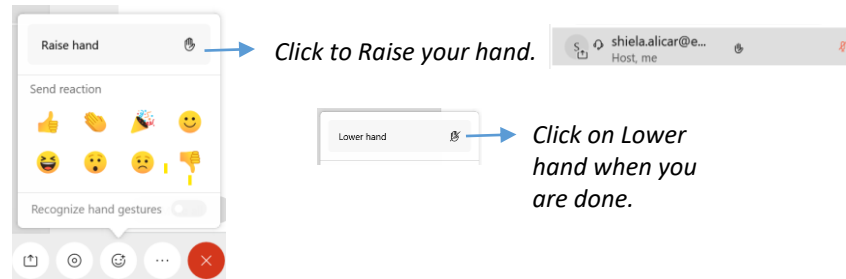 Raise hand
Click to Raise your hand.
S
shiela.alicar@e...
Host, me
Send reaction
Lower hand
Click on Lower
hand when you
are done.
Recognize hand gestures